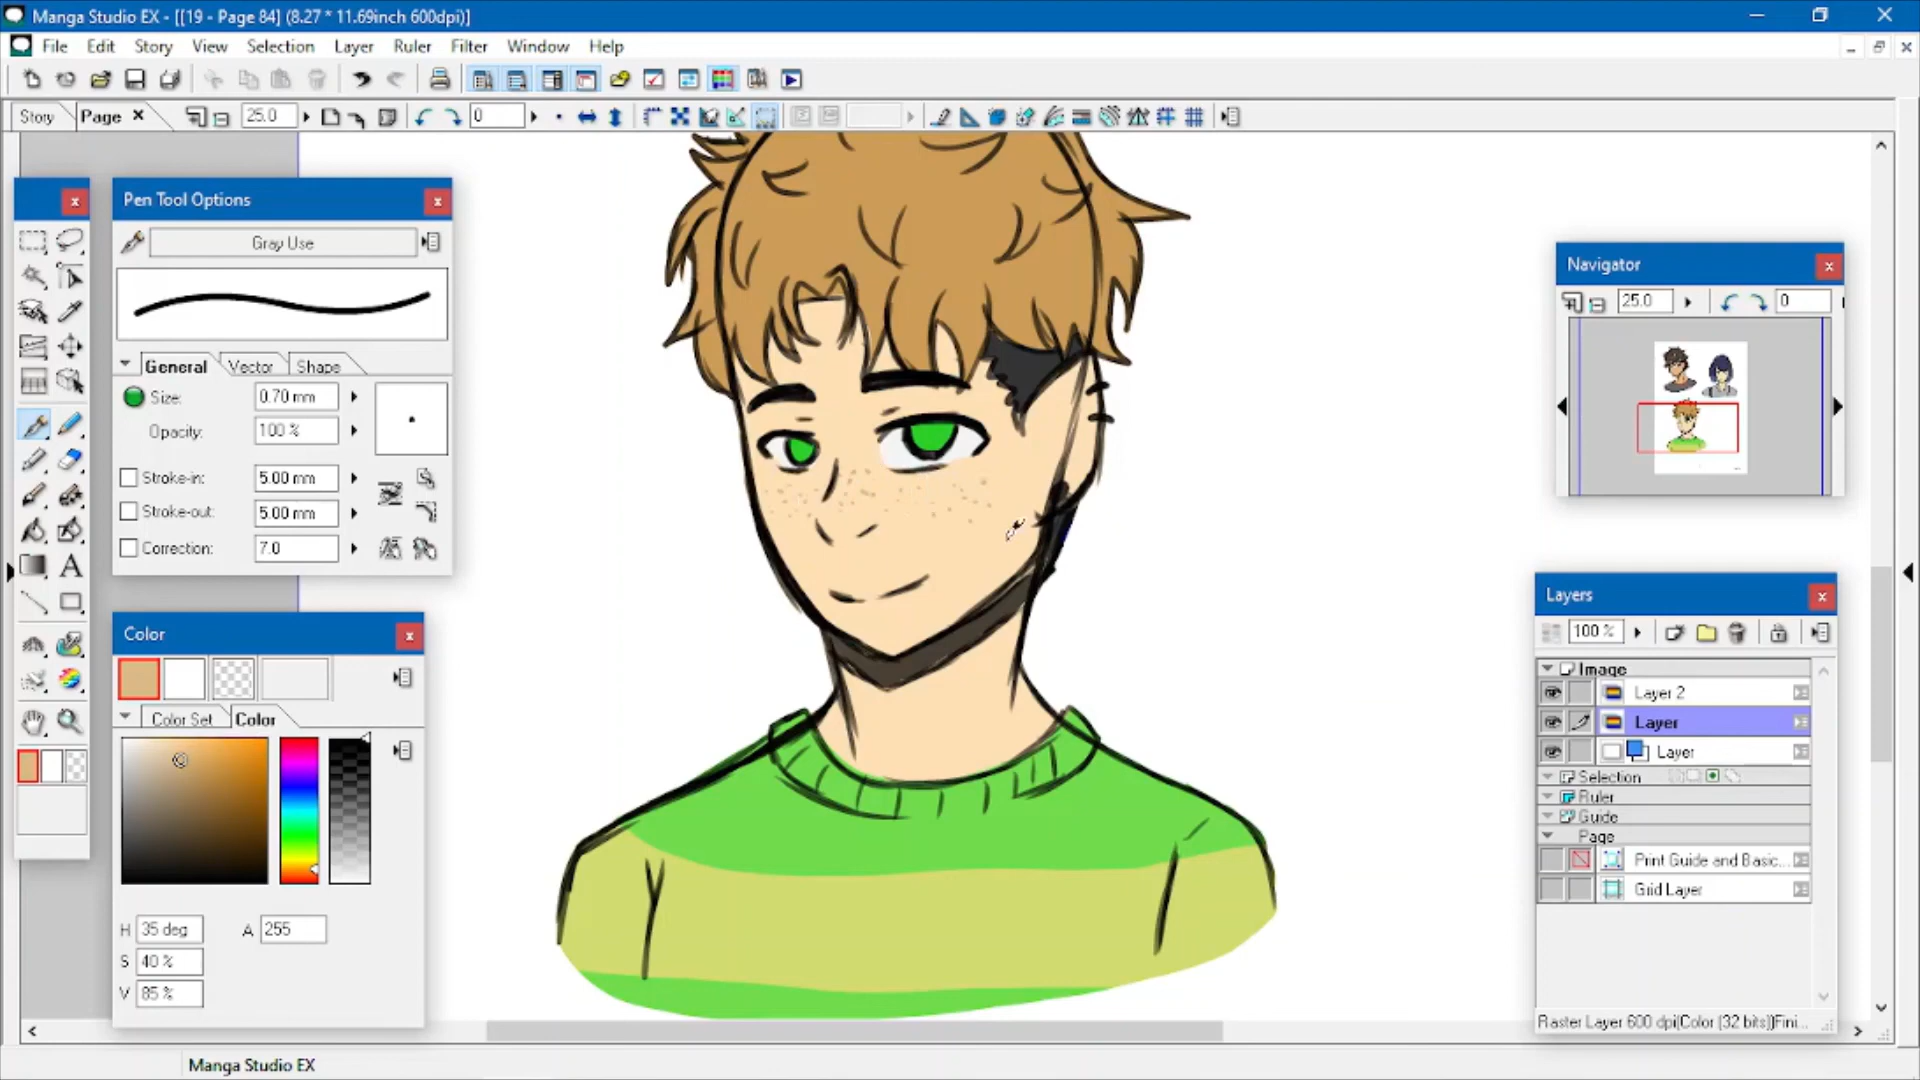 Manga Studio EX - [[19 - Page 84] (8.27 * 11.69inch 600dpi)]
File Edit Story View Selection Layer Ruler Filter Window Help
Story Page 25.0 0
Pen Tool Options
Gray Use
General Vector Shape
Size: 0.70 mm
Opacity: 100 %
Stroke-in: 5.00 mm
Stroke-out: 5.00 mm
Correction: 7.0
Color
Color Set Color
H 35 deg A 255
S 40 %
V 85 %
Navigator
25.0 0
Layers
100 %
Image
Layer 2
Layer
Layer
Selection
Ruler
Guide
Page
Print Guide and Basic...
Grid Layer
Raster Layer 600 dpi(Color (32 bits))Fini...
Manga Studio EX